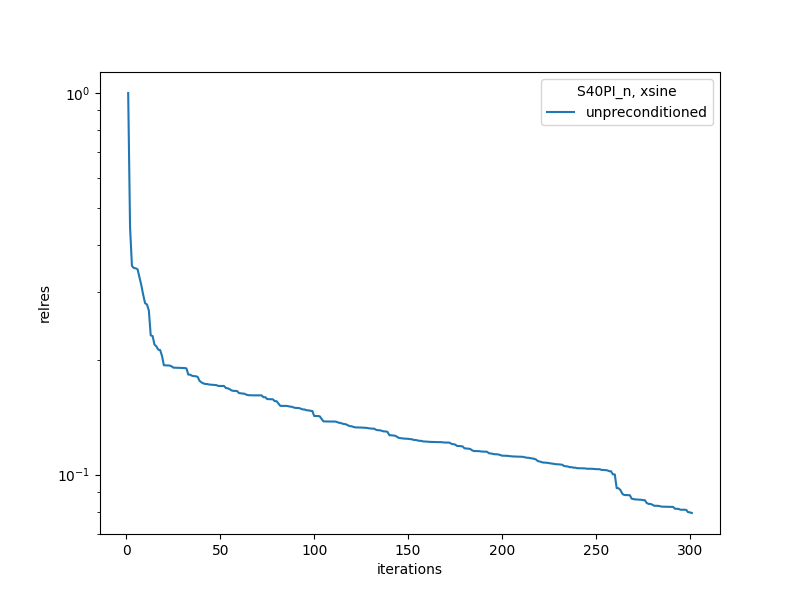 S40PI_n, xsine
unpreconditioned
10⁰
10⁻¹
relres
0 50 100 150 200 250 300
iterations